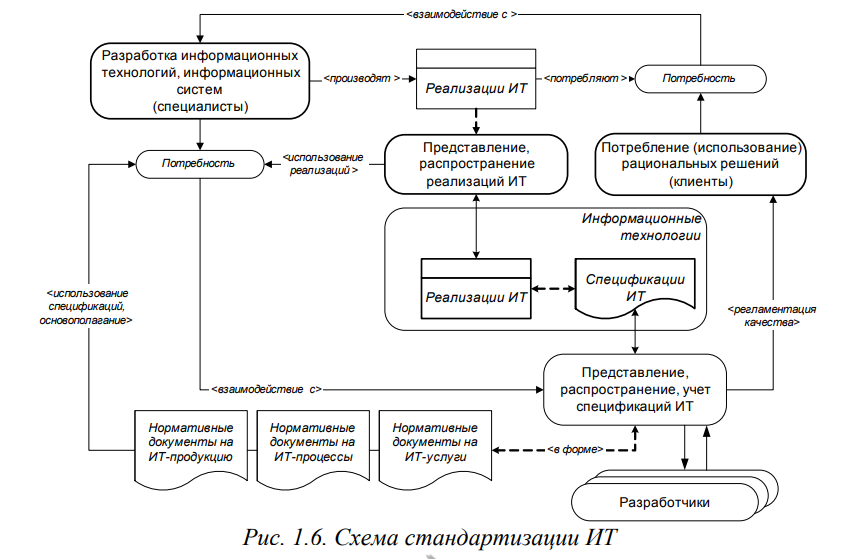 <взаимодействие с >
Разработка информационных
технологий, информационных
систем
(специалисты)
<производят >
Реализации ИТ
<потребляют >
Потребность
Потребность
<использование
реализаций >
Представление,
распространение
реализаций ИТ
Потребление (использование)
рациональных решений
(клиенты)
Информационные
технологии
Реализации ИТ
Спецификации
ИТ
<использование
спецификаций,
основополагание>
<регламентация
качества>
<взаимодействие с>
Представление,
распространение, учет
спецификаций ИТ
Нормативные
документы на
ИТ-продукцию
Нормативные
документы на
ИТ-процессы
Нормативные
документы на
ИТ-услуги
<в форме>
Разработчики
Рис. 1.6. Схема стандартизации ИТ